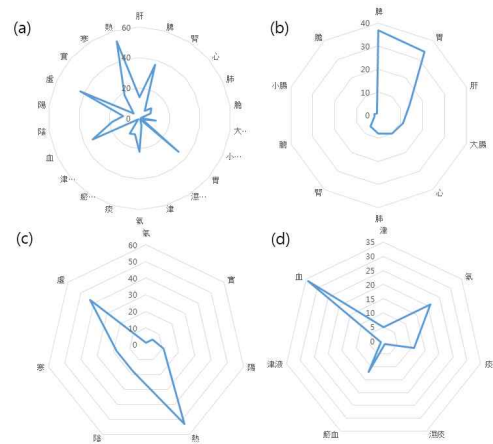 (a)
肝
60
40
20
0
脾
腎
心
肺
膽
大…
小…
胃
濕…
津
氣
痰
瘀…
津…
血
陰
陽
虛
實
寒
熱
(b)
脾
40
30
20
10
0
胃
肝
大腸
心
肺
腎
小腸
膽
(c)
氣
60
50
40
30
20
10
0
實
陽
熱
陰
寒
虛
(d)
35
30
25
20
15
10
5
0
氣
痰
濕痰
瘀血
津液
血